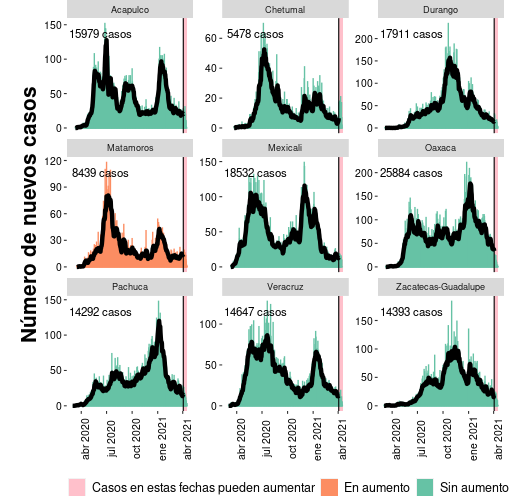 Número de nuevos casos
Acapulco
15979 casos
150
100
50
0
Chetumal
5478 casos
60
40
20
0
Durango
17911 casos
200
150
100
50
0
Matamoros
8439 casos
120
90
60
30
0
Mexicali
18532 casos
150
100
50
0
Oaxaca
25884 casos
200
150
100
50
0
Pachuca
14292 casos
150
100
50
0
abr 2020
jul 2020
oct 2020
ene 2021
abr 2021
Veracruz
14647 casos
100
50
0
abr 2020
jul 2020
oct 2020
ene 2021
abr 2021
Zacatecas-Guadalupe
14393 casos
150
100
50
0
abr 2020
jul 2020
oct 2020
ene 2021
abr 2021
Casos en estas fechas pueden aumentar
En aumento
Sin aumento